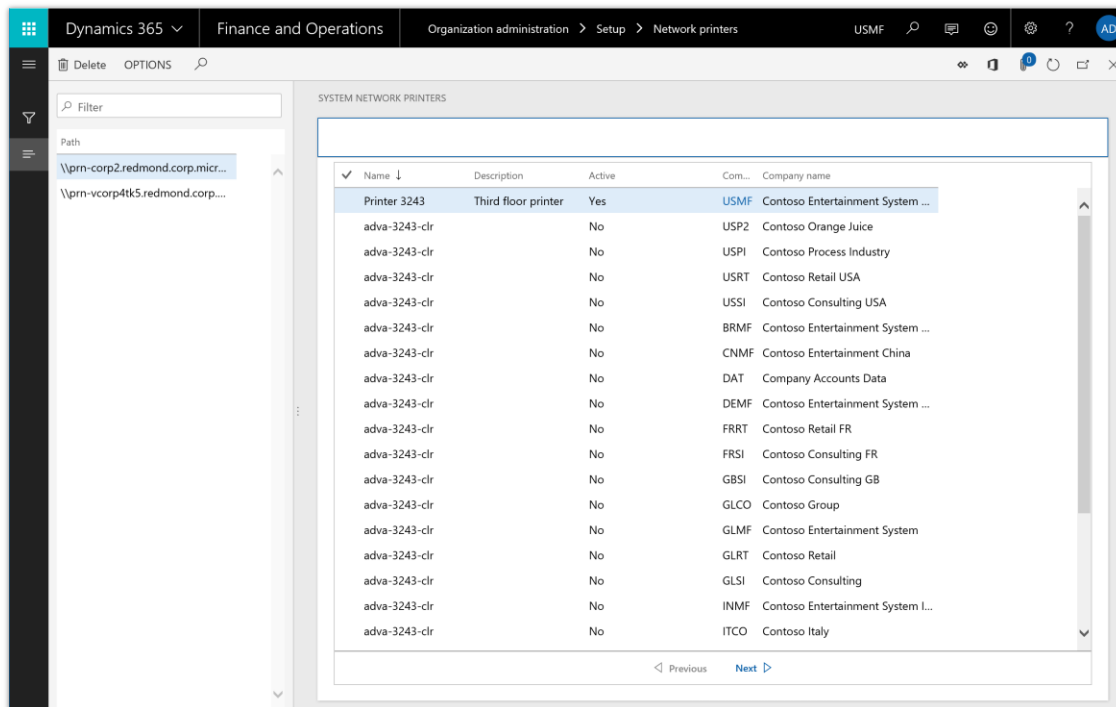 Dynamics 365 Finance and Operations Organization administration Setup Network printers USMF ? AD
Delete OPTIONS 0
SYSTEM NETWORK PRINTERS
Filter
Path
\\prn-corp2.redmond.corp.micr...
\\prn-vcorp4tk5.redmond.corp....
Name Description Active Com... Company name
Printer 3243 Third floor printer Yes USMF Contoso Entertainment System ...
adva-3243-clr No USP2 Contoso Orange Juice
adva-3243-clr No USPI Contoso Process Industry
adva-3243-clr No USRT Contoso Retail USA
adva-3243-clr No USSI Contoso Consulting USA
adva-3243-clr No BRMF Contoso Entertainment System ...
adva-3243-clr No CNMF Contoso Entertainment China
adva-3243-clr No DAT Company Accounts Data
adva-3243-clr No DEMF Contoso Entertainment System ...
adva-3243-clr No FRRT Contoso Retail FR
adva-3243-clr No FRSI Contoso Consulting FR
adva-3243-clr No GBSI Contoso Consulting GB
adva-3243-clr No GLCO Contoso Group
adva-3243-clr No GLMF Contoso Entertainment System
adva-3243-clr No GLRT Contoso Retail
adva-3243-clr No GLSI Contoso Consulting
adva-3243-clr No INMF Contoso Entertainment System I...
adva-3243-clr No ITCO Contoso Italy
Previous Next